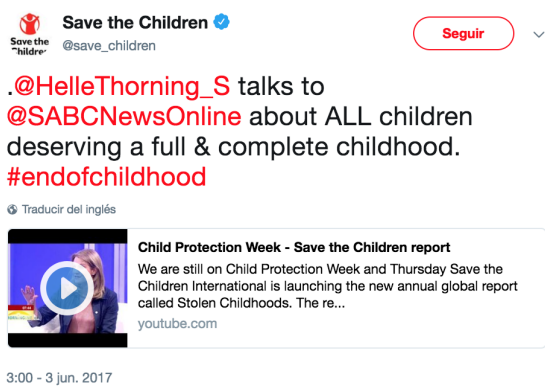 Save the Children
@save_children
Save the
Children
Seguir
.@HelleThorning_S talks to
@SABCNewsOnline about ALL children
deserving a full & complete childhood.
#endofchildhood
Traducir del inglés
Child Protection Week - Save the Children report
We are still on Child Protection Week and Thursday Save the
Children International is launching the new annual global report
called Stolen Childhoods. The re...
youtube.com
3:00 - 3 jun. 2017